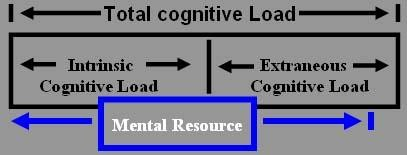 Total cognitive Load
Intrinsic
Cognitive Load
Extraneous
Cognitive Load
Mental Resource